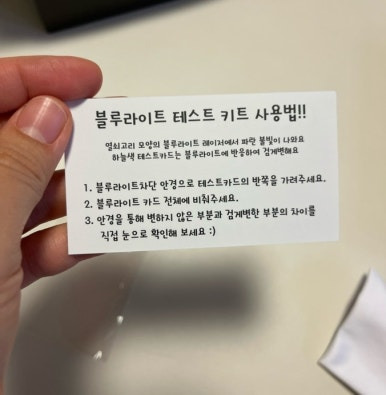 블루라이트 테스트 키트 사용법!!
열쇠고리 모양의 블루라이트 레이저에서 파란 불빛이 나와요
하늘색 테스트카드는 블루라이트에 반응하여 검게변해요
1. 블루라이트차단 안경으로 테스트카드의 반쪽을 가려주세요.
2. 블루라이트 카드 전체에 비춰주세요.
3. 안경을 통해 변하지 않은 부분과 검게변한 부분의 차이를
직접 눈으로 확인해 보세요 :)